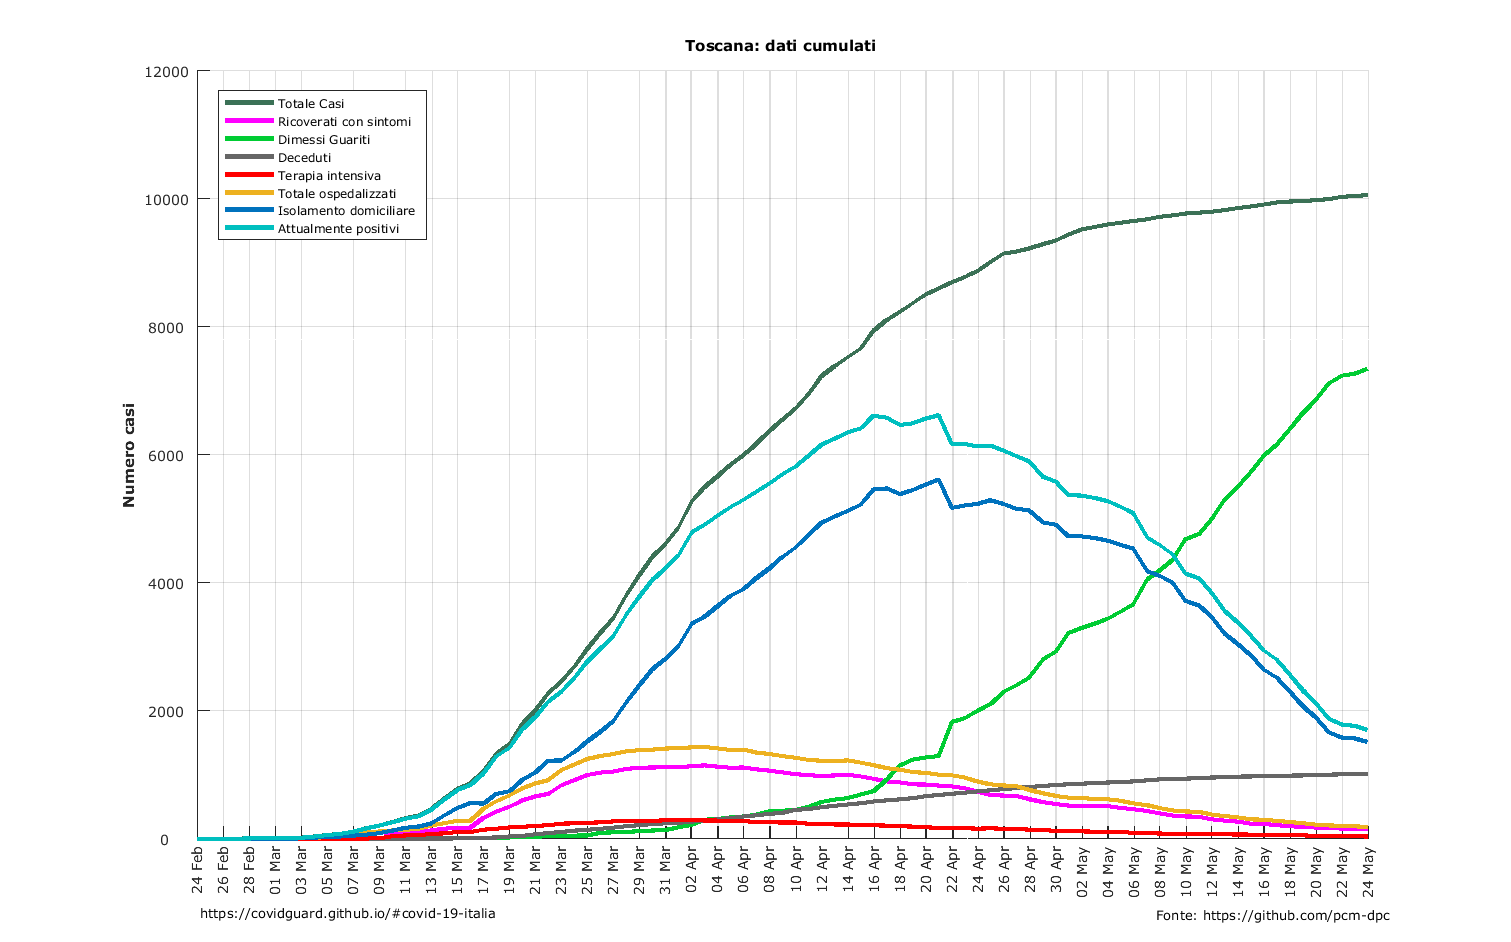 Toscana: dati cumulati
12000
10000
8000
6000
4000
2000
0
Numero casi
Totale Casi
Ricoverati con sintomi
Dimessi Guariti
Deceduti
Terapia intensiva
Totale ospedalizzati
Isolamento domiciliare
Attualmente positivi
24 Feb
26 Feb
28 Feb
01 Mar
03 Mar
05 Mar
07 Mar
09 Mar
11 Mar
13 Mar
15 Mar
17 Mar
19 Mar
21 Mar
23 Mar
25 Mar
27 Mar
29 Mar
31 Mar
02 Apr
04 Apr
06 Apr
08 Apr
10 Apr
12 Apr
14 Apr
16 Apr
18 Apr
20 Apr
22 Apr
24 Apr
26 Apr
28 Apr
30 Apr
02 May
04 May
06 May
08 May
10 May
12 May
14 May
16 May
18 May
20 May
22 May
24 May
https://covidguard.github.io/#covid-19-italia
Fonte: https://github.com/pcm-dpc